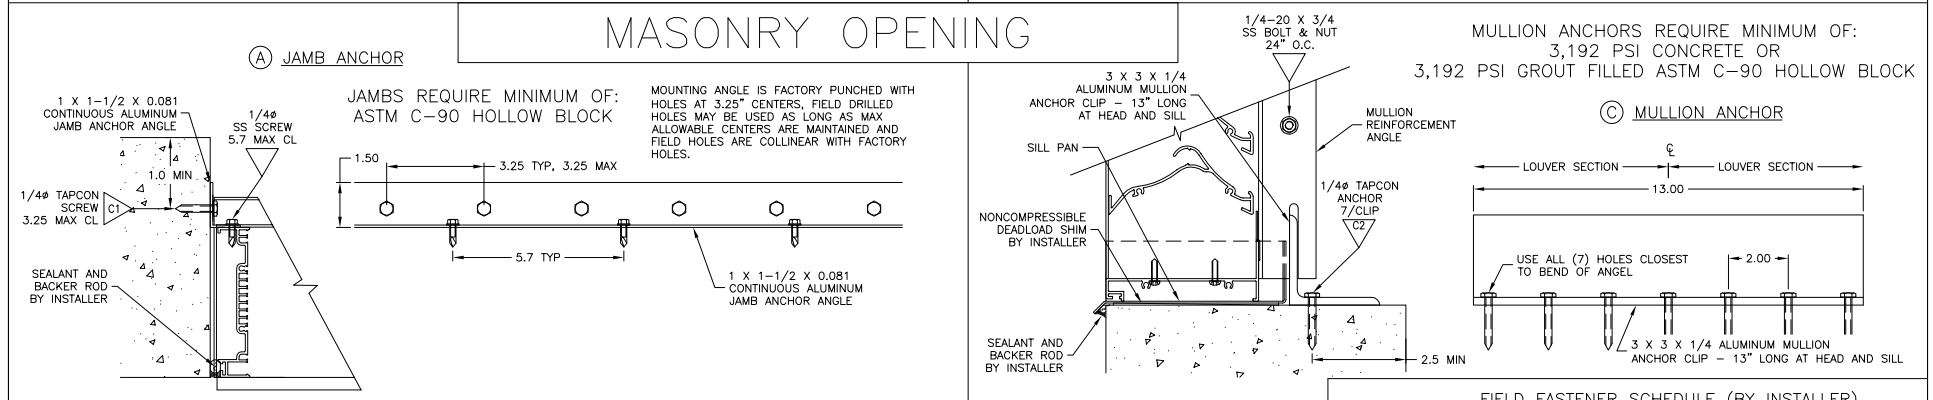 MASONRY OPENING
A JAMB ANCHOR
1 X 1-1/2 X 0.081
CONTINUOUS ALUMINUM
JAMB ANCHOR ANGLE
1/4ø
SS SCREW
5.7 MAX CL
1.0 MIN
1/4ø TAPCON
SCREW
3.25 MAX CL
C1
SEALANT AND
BACKER ROD
BY INSTALLER
JAMBS REQUIRE MINIMUM OF:
ASTM C-90 HOLLOW BLOCK
MOUNTING ANGLE IS FACTORY PUNCHED WITH
HOLES AT 3.25" CENTERS, FIELD DRILLED
HOLES MAY BE USED AS LONG AS MAX
ALLOWABLE CENTERS ARE MAINTAINED AND
FIELD HOLES ARE COLLINEAR WITH FACTORY
HOLES.
1.50
3.25 TYP, 3.25 MAX
5.7 TYP
1 X 1-1/2 X 0.081
CONTINUOUS ALUMINUM
JAMB ANCHOR ANGLE
1/4-20 X 3/4
SS BOLT & NUT
24" O.C.
3 X 3 X 1/4
ALUMINUM MULLION
ANCHOR CLIP - 13" LONG
AT HEAD AND SILL
SILL PAN
MULLION
REINFORCEMENT
ANGLE
1/4ø TAPCON
ANCHOR
7/CLIP
C2
NONCOMPRESSIBLE
DEADLOAD SHIM
BY INSTALLER
SEALANT AND
BACKER ROD
BY INSTALLER
2.5 MIN
MULLION ANCHORS REQUIRE MINIMUM OF:
3,192 PSI CONCRETE OR
3,192 PSI GROUT FILLED ASTM C-90 HOLLOW BLOCK
C MULLION ANCHOR
℄
LOUVER SECTION LOUVER SECTION
13.00
USE ALL (7) HOLES CLOSEST
TO BEND OF ANGEL
2.00
3 X 3 X 1/4 ALUMINUM MULLION
ANCHOR CLIP - 13" LONG AT HEAD AND SILL
FIELD FASTENER SCHEDULE (BY INSTALLER)